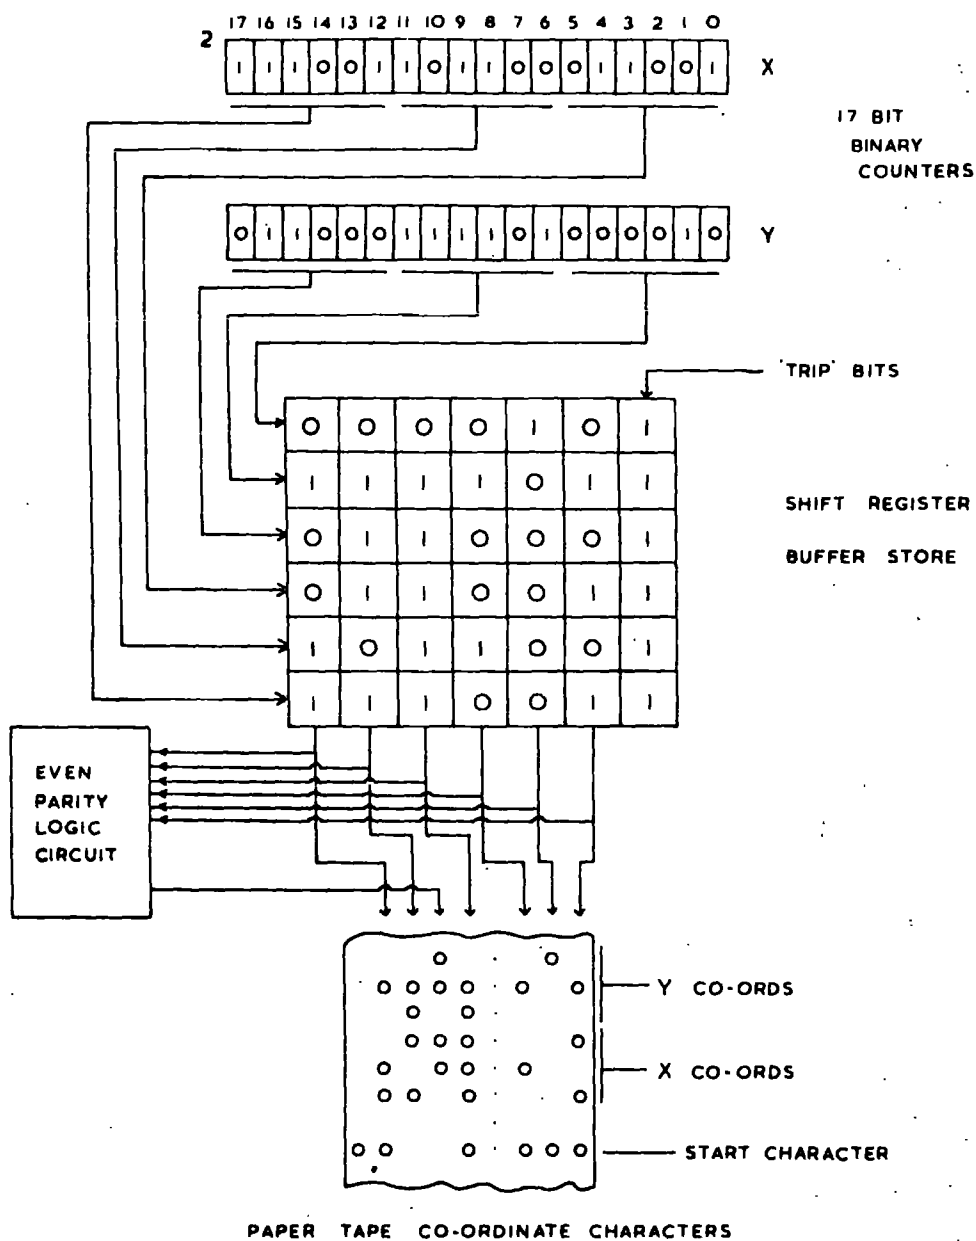 17 16 15 14 13 12 11 10 9 8 7 6 5 4 3 2 1 0
2
1 1 1 0 0 1 1 0 1 1 0 0 0 1 1 0 0 1 X
17 BIT
BINARY
COUNTERS
0 1 1 0 0 0 1 1 1 1 0 1 0 0 0 0 1 0 Y
'TRIP' BITS
0 0 0 0 1 0 1
1 1 1 1 0 1 1
SHIFT REGISTER
0 1 1 0 0 0 1
BUFFER STORE
0 1 1 0 0 1 1
1 0 1 1 0 0 1
1 1 1 0 0 1 1
EVEN
PARITY
LOGIC
CIRCUIT
Y CO-ORDS
X CO-ORDS
START CHARACTER
PAPER TAPE CO-ORDINATE CHARACTERS